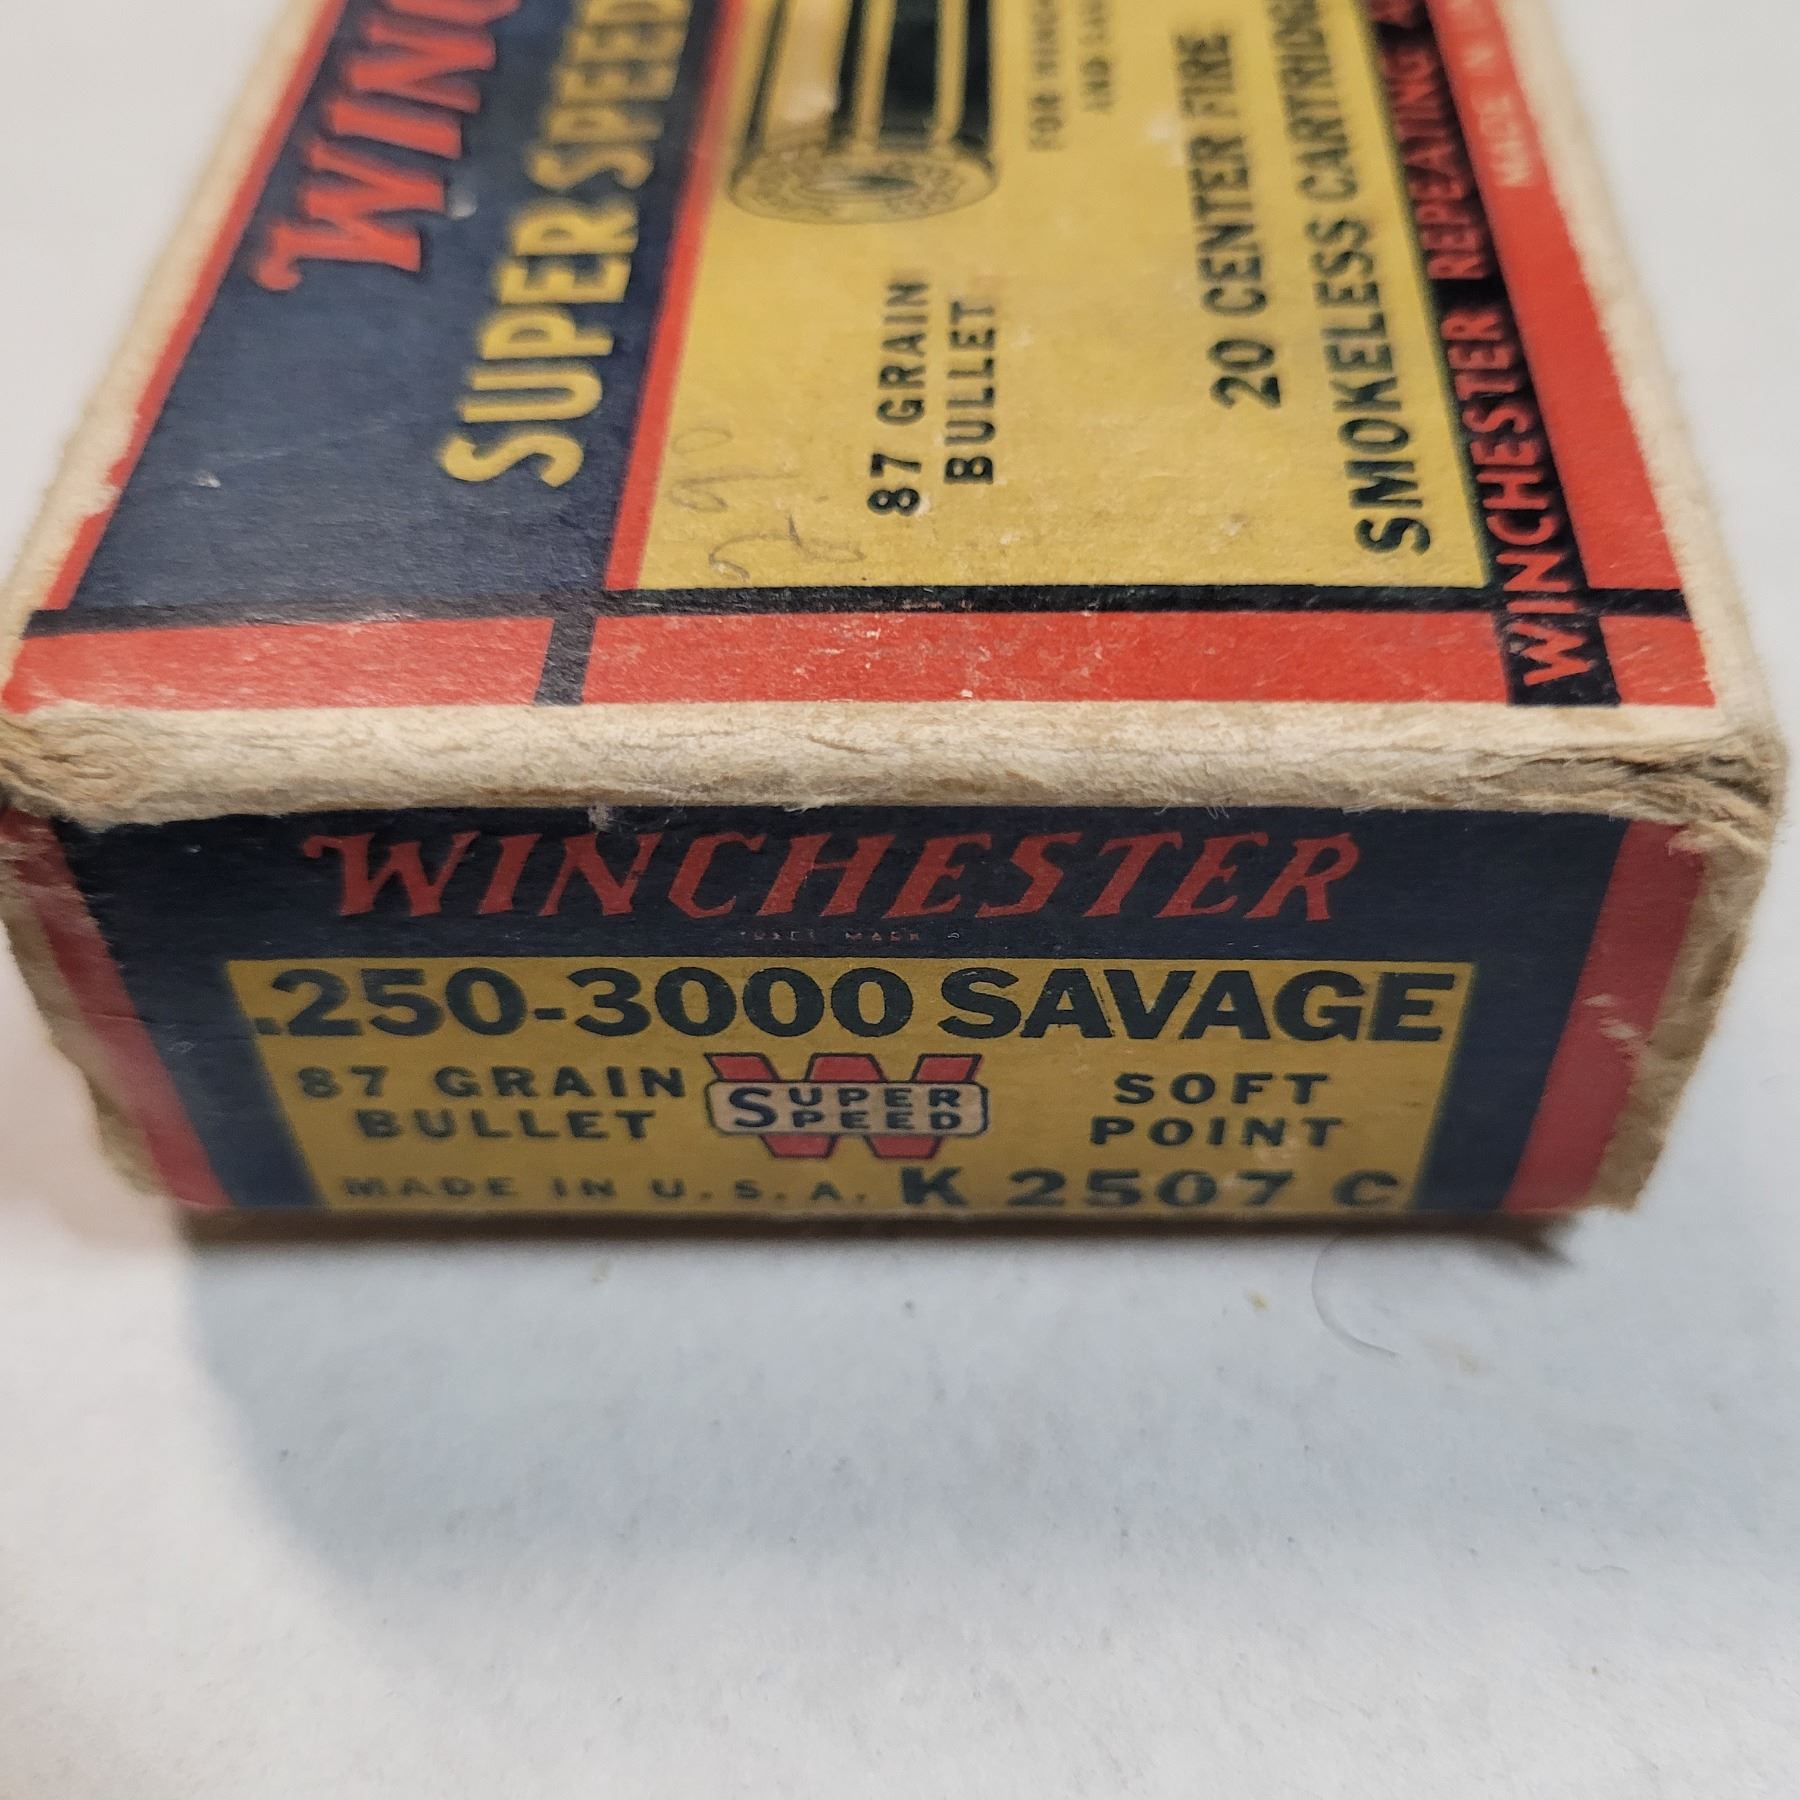 SUPER SPEED
87 GRAIN
BULLET
20 CENTER FIRE
SMOKELESS
WINCHESTER REPEATING
WINCHESTER
.250-3000 SAVAGE
87 GRAIN
BULLET
W
SUPER
SPEED
SOFT
POINT
MADE IN U.S.A. K 2507 C